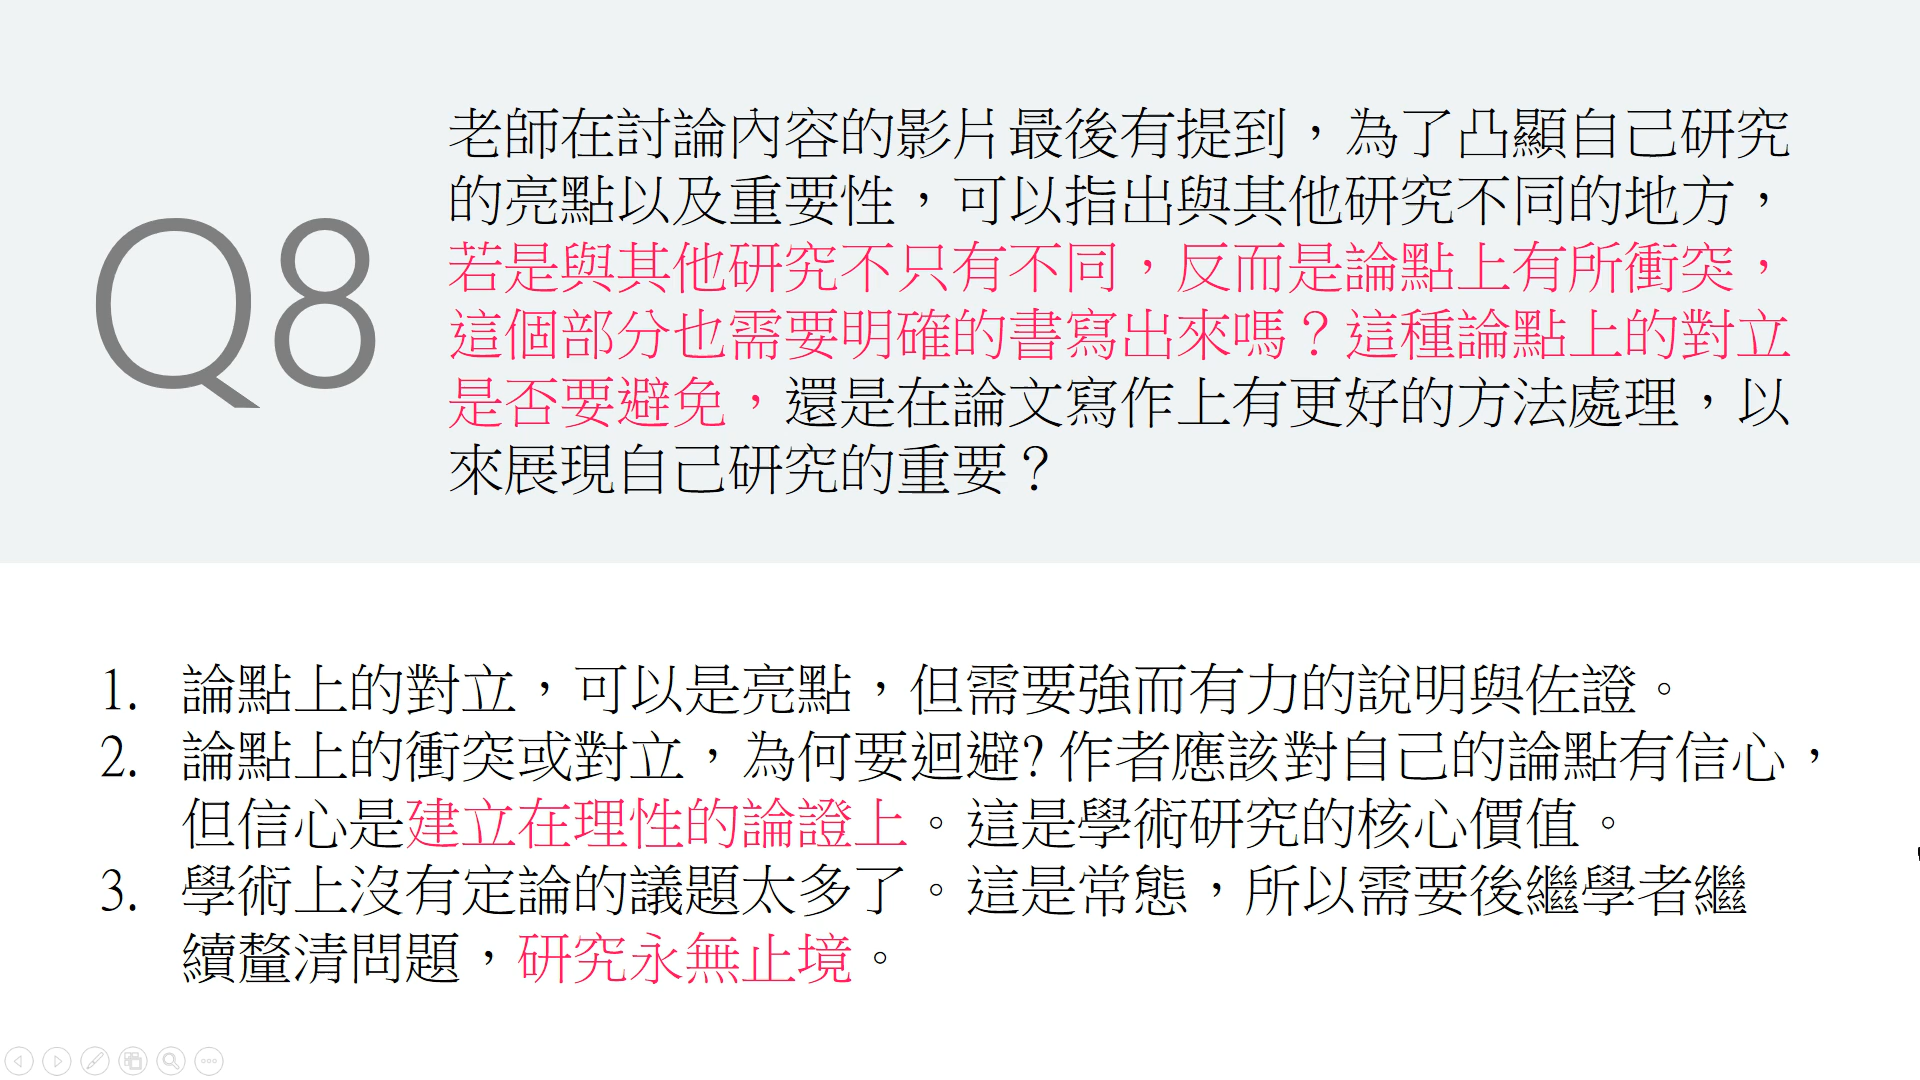 Q8
老師在討論內容的影片最後有提到，為了凸顯自己研究
的亮點以及重要性，可以指出與其他研究不同的地方，
若是與其他研究不只有不同，反而是論點上有所衝突，
這個部分也需要明確的書寫出來嗎？這種論點上的對立
是否要避免，還是在論文寫作上有更好的方法處理，以
來展現自己研究的重要？
1. 論點上的對立，可以是亮點，但需要強而有力的說明與佐證。
2. 論點上的衝突或對立，為何要迴避? 作者應該對自己的論點有信心，
但信心是建立在理性的論證上。這是學術研究的核心價值。
3. 學術上沒有定論的議題太多了。這是常態，所以需要後繼學者繼
續釐清問題，研究永無止境。